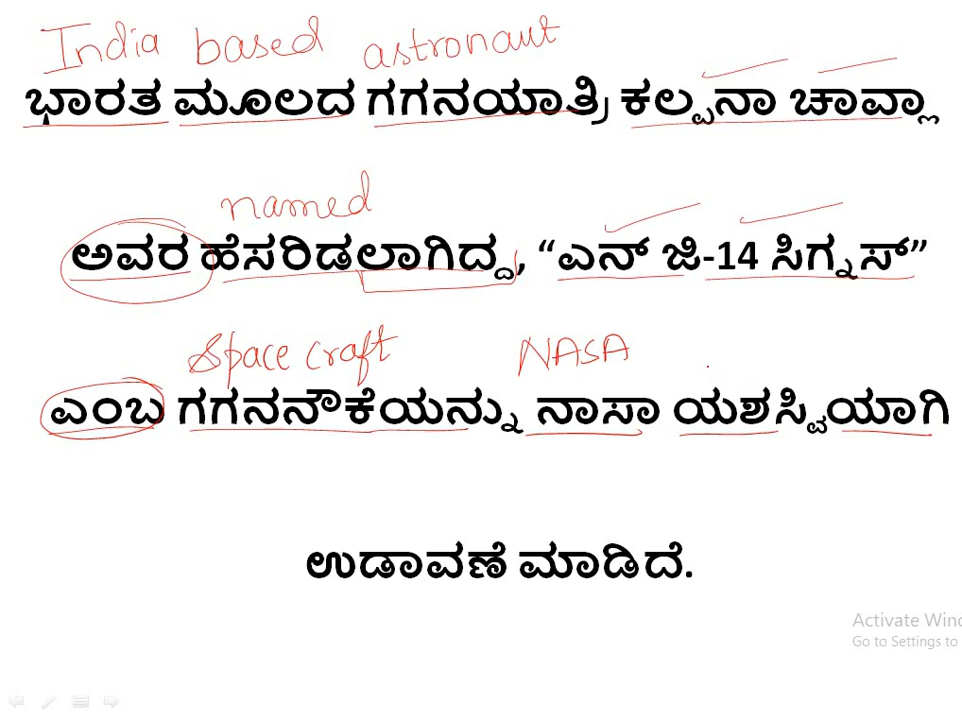 India based astronaut
ಭಾರತ ಮೂಲದ ಗಗನಯಾತ್ರಿ ಕಲ್ಪನಾ ಚಾವ್ಲಾ
named
ಅವರ ಹೆಸರಿಡಲಾಗಿದ್ದ, “ಎನ್ ಜಿ-14 ಸಿಗ್ನಸ್”
Space craft NASA
ಎಂಬ ಗಗನನೌಕೆಯನ್ನು ನಾಸಾ ಯಶಸ್ವಿಯಾಗಿ
ಉಡಾವಣೆ ಮಾಡಿದೆ.
Activate Wind
Go to Settings to